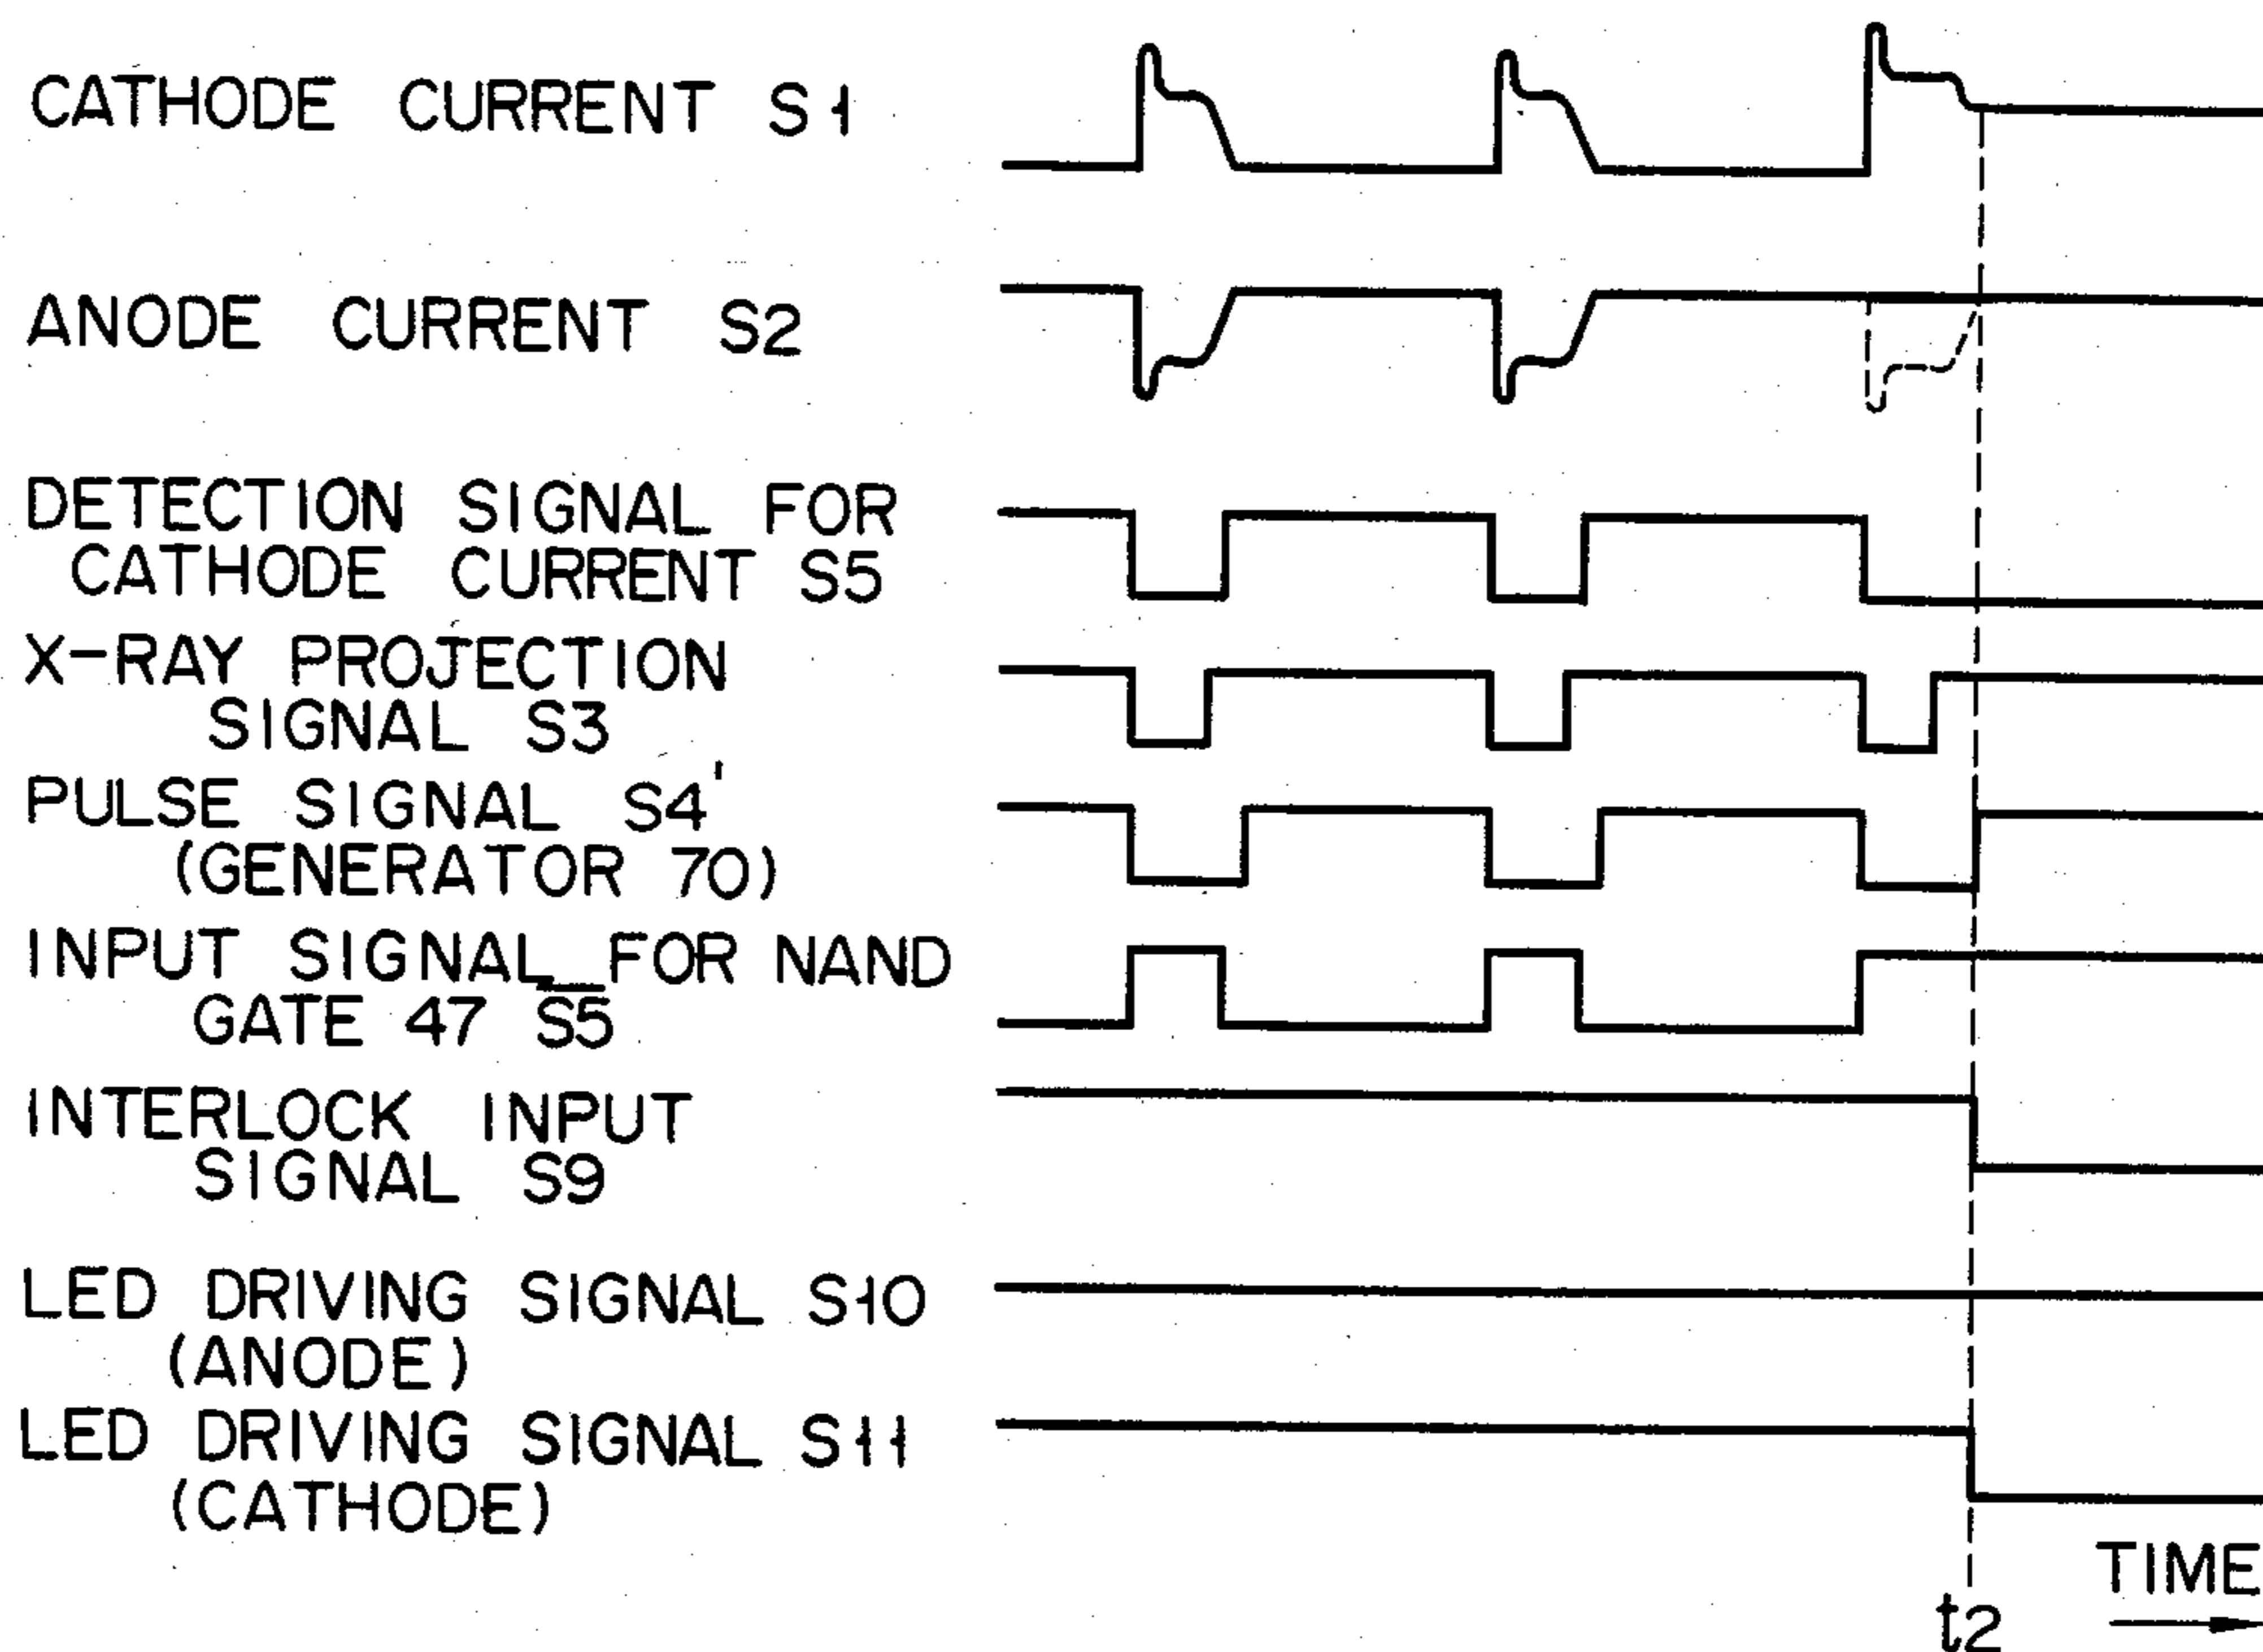 CATHODE CURRENT S1
ANODE CURRENT S2
DETECTION SIGNAL FOR
CATHODE CURRENT S5
X-RAY PROJECTION
SIGNAL S3
PULSE SIGNAL S4'
(GENERATOR 70)
INPUT SIGNAL FOR NAND
GATE 47 S̅5̅
INTERLOCK INPUT
SIGNAL S9
LED DRIVING SIGNAL S10
(ANODE)
LED DRIVING SIGNAL S11
(CATHODE)
TIME
t2